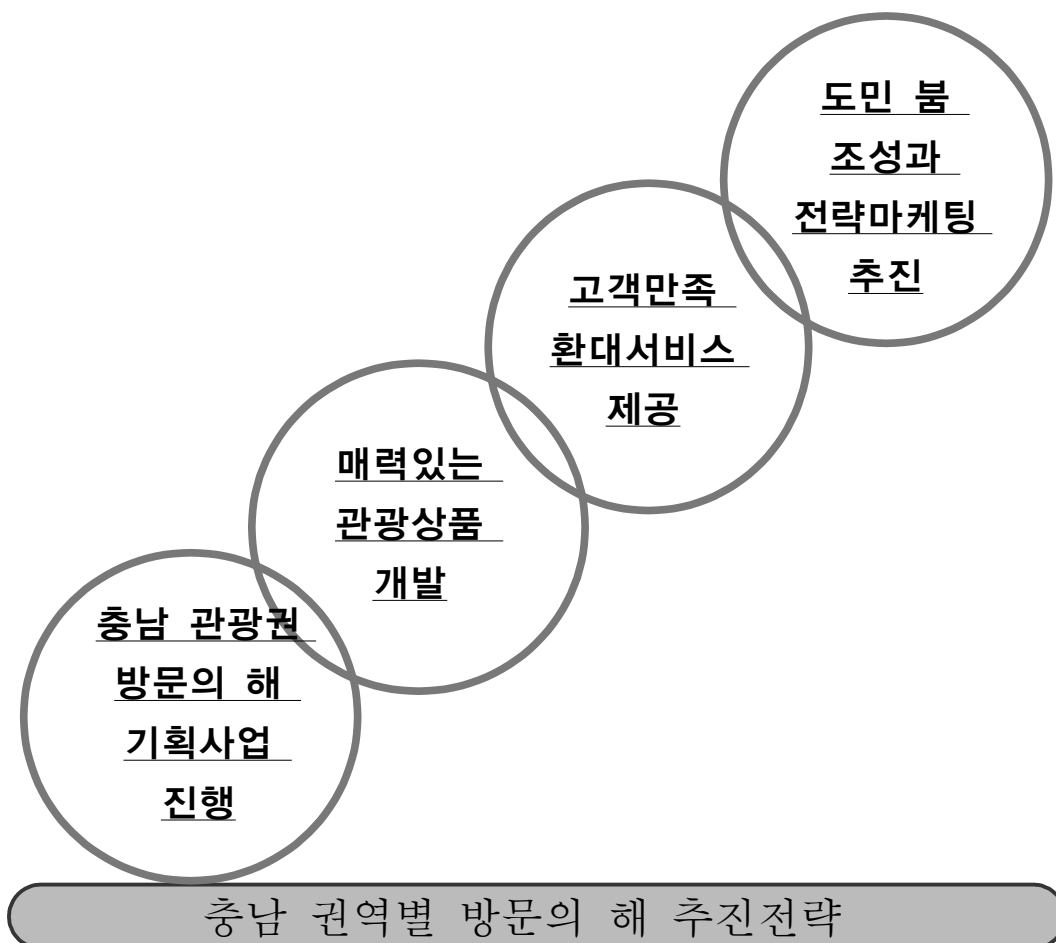 도민 붐
조성과
전략마케팅
추진
고객만족
환대서비스
제공
매력있는
관광상품
개발
충남 관광권
방문의 해
기획사업
진행
충남 권역별 방문의 해 추진전략